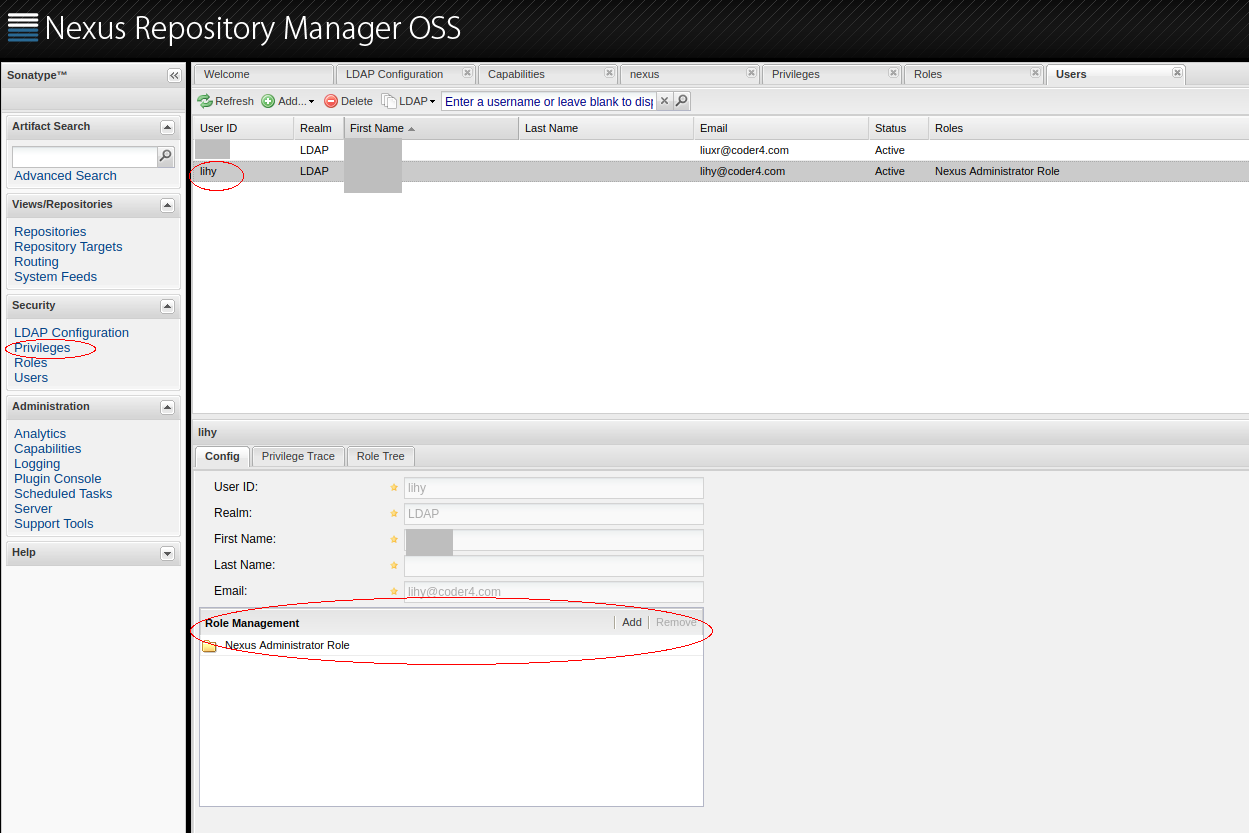 Nexus Repository Manager OSS
Sonatype™
Welcome LDAP Configuration Capabilities nexus Privileges Roles Users
Refresh Add... Delete LDAP Enter a username or leave blank to disp
Artifact Search
Advanced Search
Views/Repositories
Repositories
Repository Targets
Routing
System Feeds
Security
LDAP Configuration
Privileges
Roles
Users
Administration
Analytics
Capabilities
Logging
Plugin Console
Scheduled Tasks
Server
Support Tools
Help
User ID Realm First Name Last Name Email Status Roles
LDAP liuxr@coder4.com Active
lihy LDAP lihy@coder4.com Active Nexus Administrator Role
lihy
Config Privilege Trace Role Tree
User ID: lihy
Realm: LDAP
First Name:
Last Name:
Email: lihy@coder4.com
Role Management Add Remove
Nexus Administrator Role